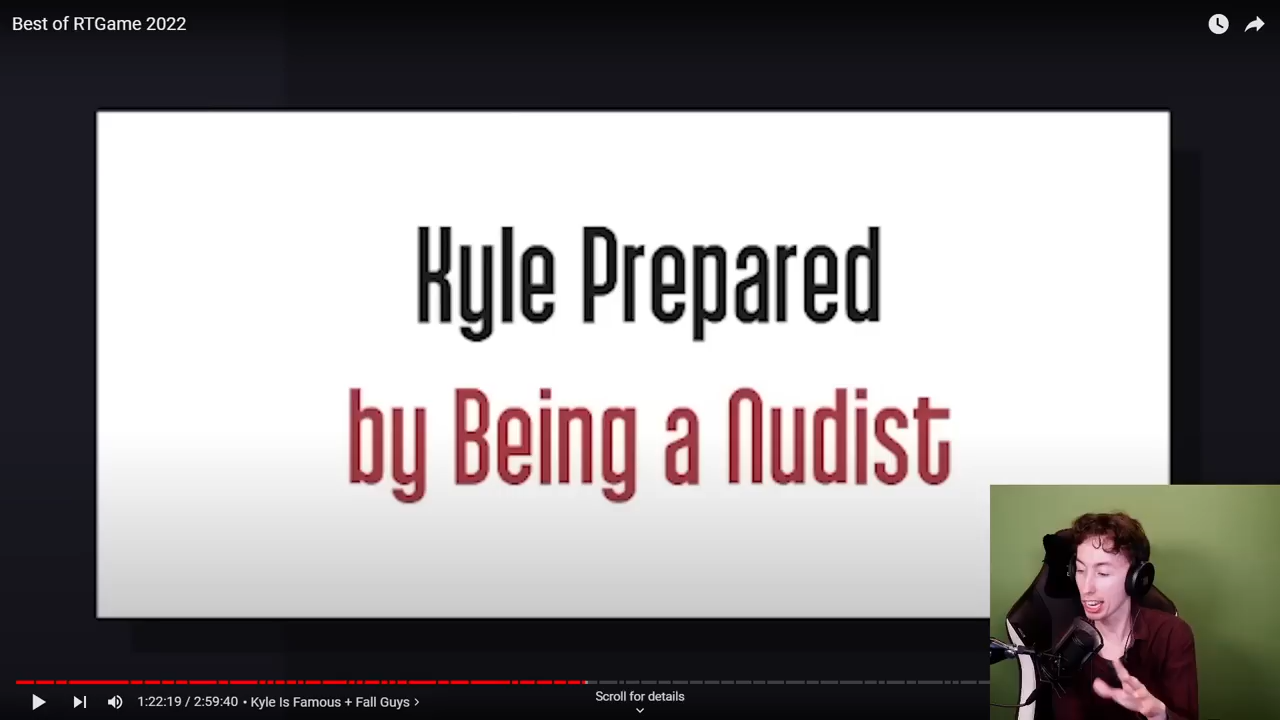 Best of RTGame 2022
Kyle Prepared
by Being a Nudist
1:22:19 / 2:59:40 • Kyle Is Famous + Fall Guys >
Scroll for details